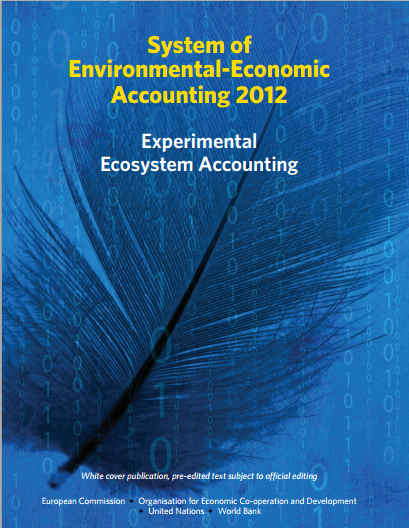 System of
Environmental-Economic
Accounting 2012
Experimental
Ecosystem Accounting
White cover publication, pre-edited text subject to official editing
European Commission • Organisation for Economic Co-operation and Development
• United Nations • World Bank